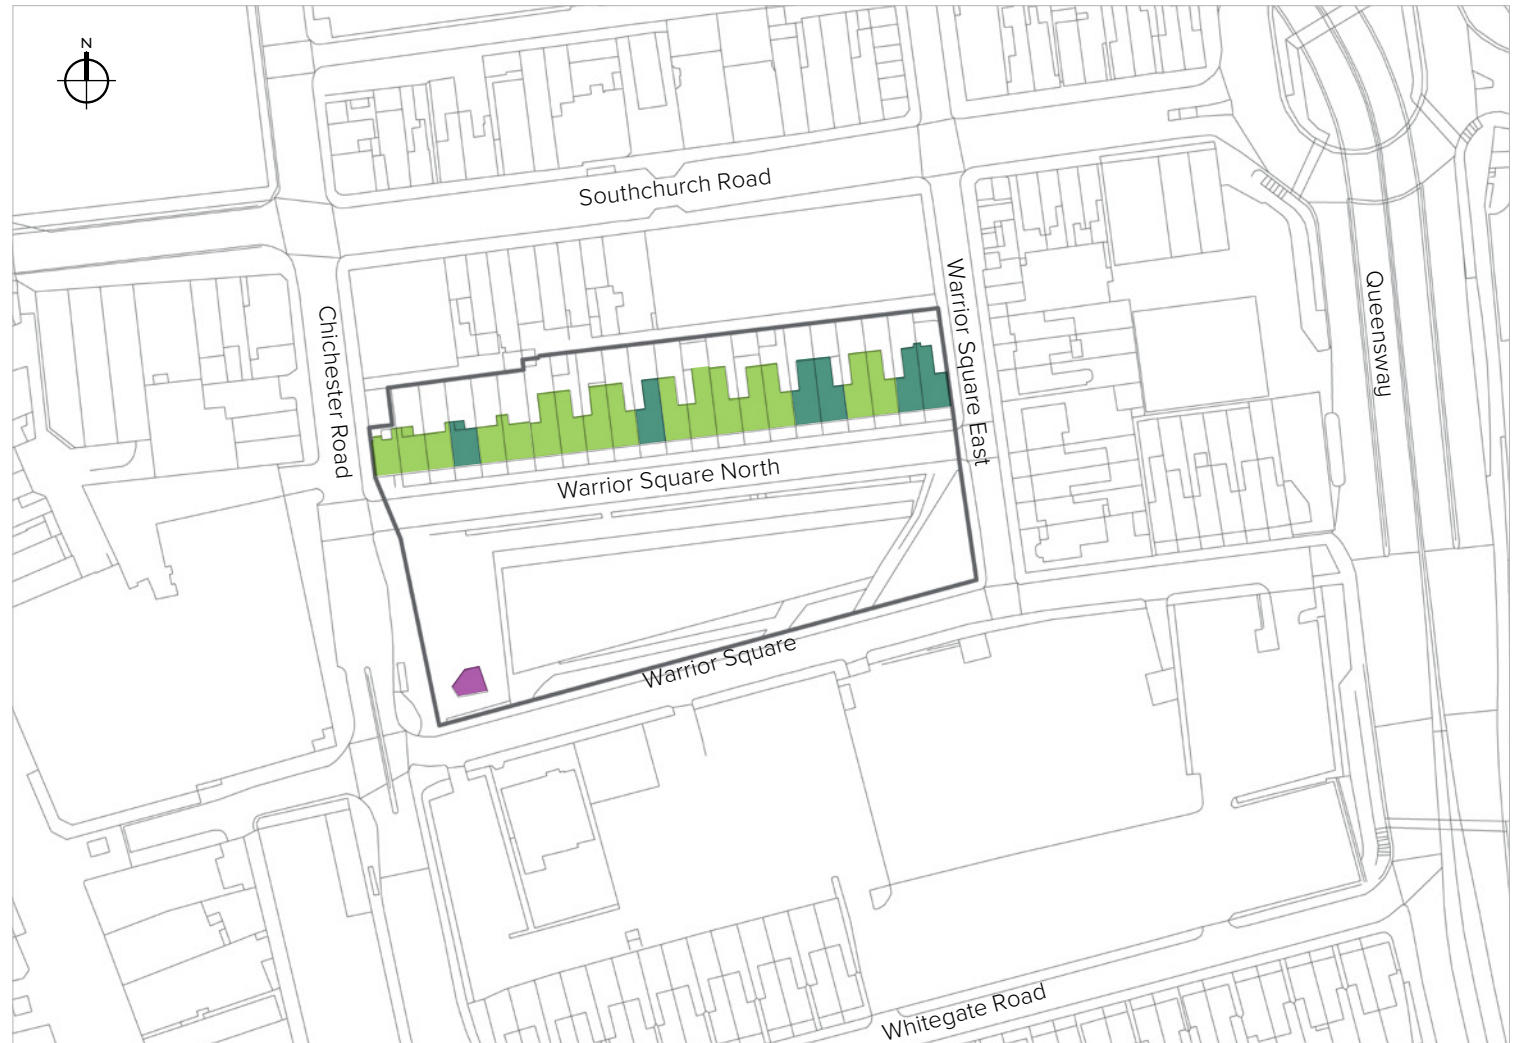 N
Southchurch Road
Chichester Road
Warrior Square East
Queensway
Warrior Square North
Warrior Square
Whitegate Road